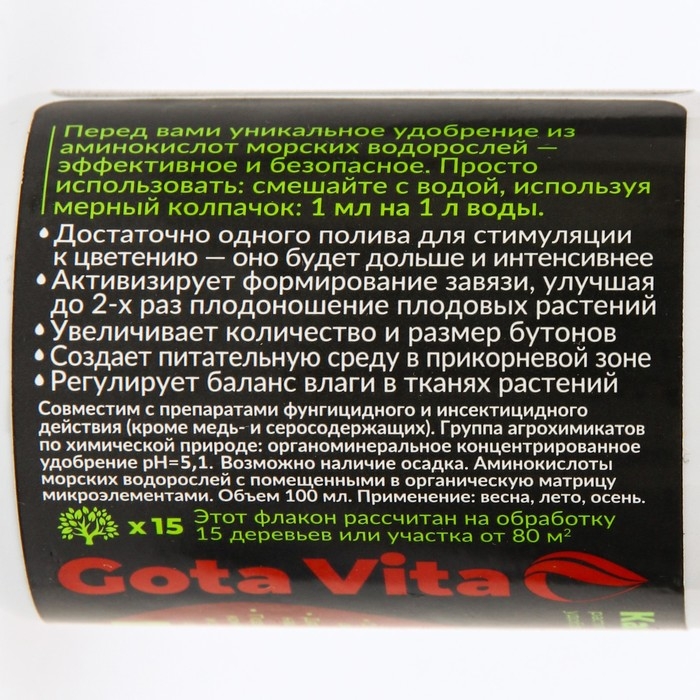 Перед вами уникальное удобрение из
аминокислот морских водорослей —
эффективное и безопасное. Просто
использовать: смешайте с водой, используя
мерный колпачок: 1 мл на 1 л воды.
Достаточно одного полива для стимуляции
к цветению — оно будет дольше и интенсивнее
Активизирует формирование завязи, улучшая
до 2-х раз плодоношение плодовых растений
Увеличивает количество и размер бутонов
Создает питательную среду в прикорневой зоне
Регулирует баланс влаги в тканях растений
Совместим с препаратами фунгицидного и инсектицидного
действия (кроме медь- и серосодержащих). Группа агрохимикатов
по химической природе: органоминеральное концентрированное
удобрение pH=5,1. Возможно наличие осадка. Аминокислоты
морских водорослей с помещенными в органическую матрицу
микроэлементами. Объем 100 мл. Применение: весна, лето, осень.
x 15 Этот флакон рассчитан на обработку
15 деревьев или участка от 80 м²
Gota Vita